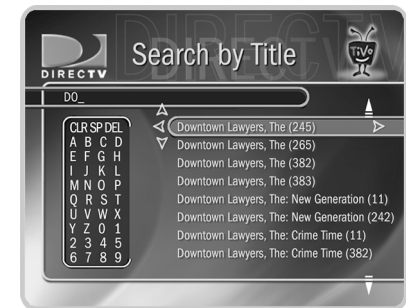 DIRECTV
Search by Title
TiVo
DIRECTV
DO_
CLR SP DEL
A B C D
E F G H
I J K L
M N O P
Q R S T
U V W X
Y Z 0 1
2 3 4 5
6 7 8 9
Downtown Lawyers, The (245)
Downtown Lawyers, The (265)
Downtown Lawyers, The (382)
Downtown Lawyers, The (383)
Downtown Lawyers, The: New Generation (11)
Downtown Lawyers, The: New Generation (242)
Downtown Lawyers, The: Crime Time (11)
Downtown Lawyers, The: Crime Time (382)